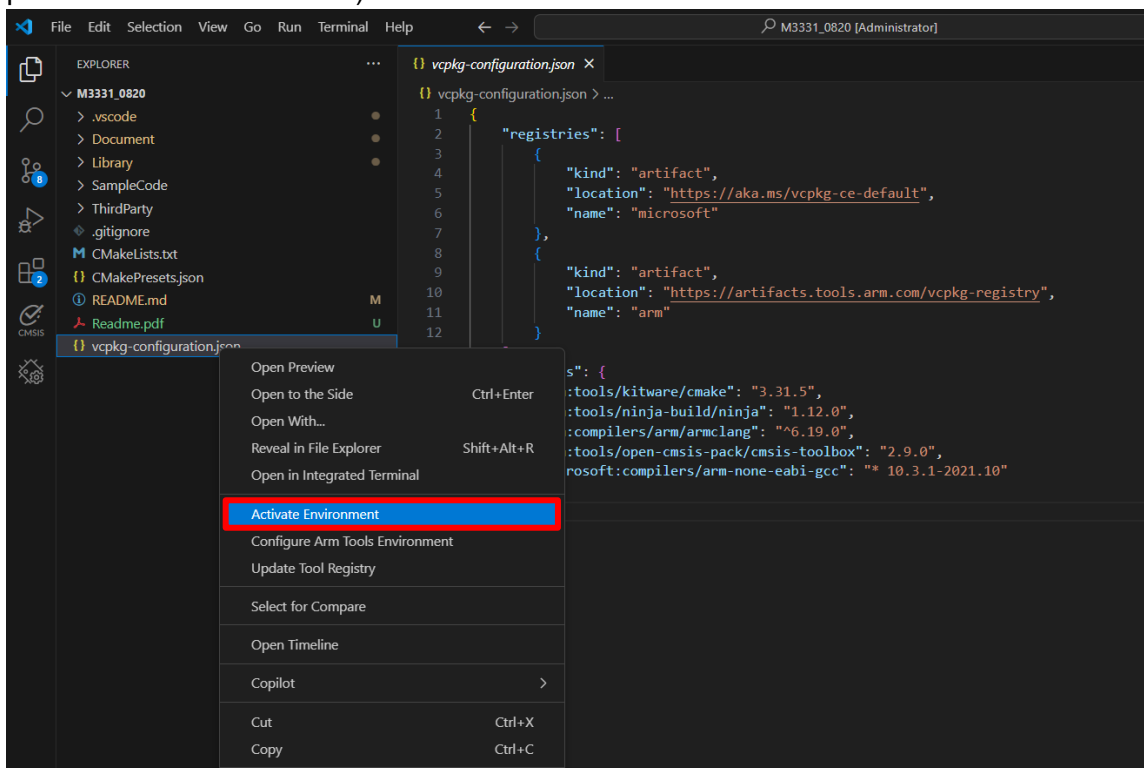 File Edit Selection View Go Run Terminal Help
M3331_0820 [Administrator]
EXPLORER
M3331_0820
.vscode
Document
Library
SampleCode
ThirdParty
.gitignore
CMakeLists.txt
CMakePresets.json
README.md M
Readme.pdf U
vcpkg-configuration.json
8
2
CMSIS
vcpkg-configuration.json
vcpkg-configuration.json > ...
1 {
2 "registries": [
3 {
4 "kind": "artifact",
5 "location": "https://aka.ms/vcpkg-ce-default",
6 "name": "microsoft"
7 },
8 {
9 "kind": "artifact",
10 "location": "https://artifacts.tools.arm.com/vcpkg-registry",
11 "name": "arm"
12 }
s": {
:tools/kitware/cmake": "3.31.5",
:tools/ninja-build/ninja": "1.12.0",
:compilers/arm/armclang": "^6.19.0",
:tools/open-cmsis-pack/cmsis-toolbox": "2.9.0",
rosoft:compilers/arm-none-eabi-gcc": "* 10.3.1-2021.10"
Open Preview
Open to the Side Ctrl+Enter
Open With...
Reveal in File Explorer Shift+Alt+R
Open in Integrated Terminal
Activate Environment
Configure Arm Tools Environment
Update Tool Registry
Select for Compare
Open Timeline
Copilot
Cut Ctrl+X
Copy Ctrl+C